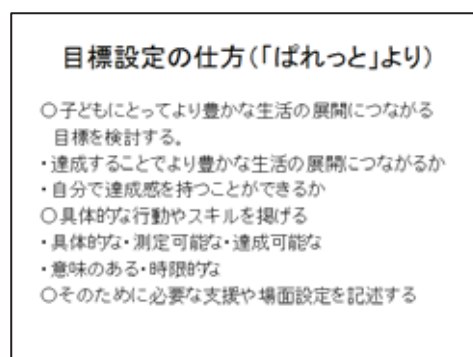 目標設定の仕方(「ぱれっと」より)
○子どもにとってより豊かな生活の展開につながる
目標を検討する。
・達成することでより豊かな生活の展開につながるか
・自分で達成感を持つことができるか
○具体的な行動やスキルを掲げる
・具体的な・測定可能な・達成可能な
・意味のある・時限的な
○そのために必要な支援や場面設定を記述する